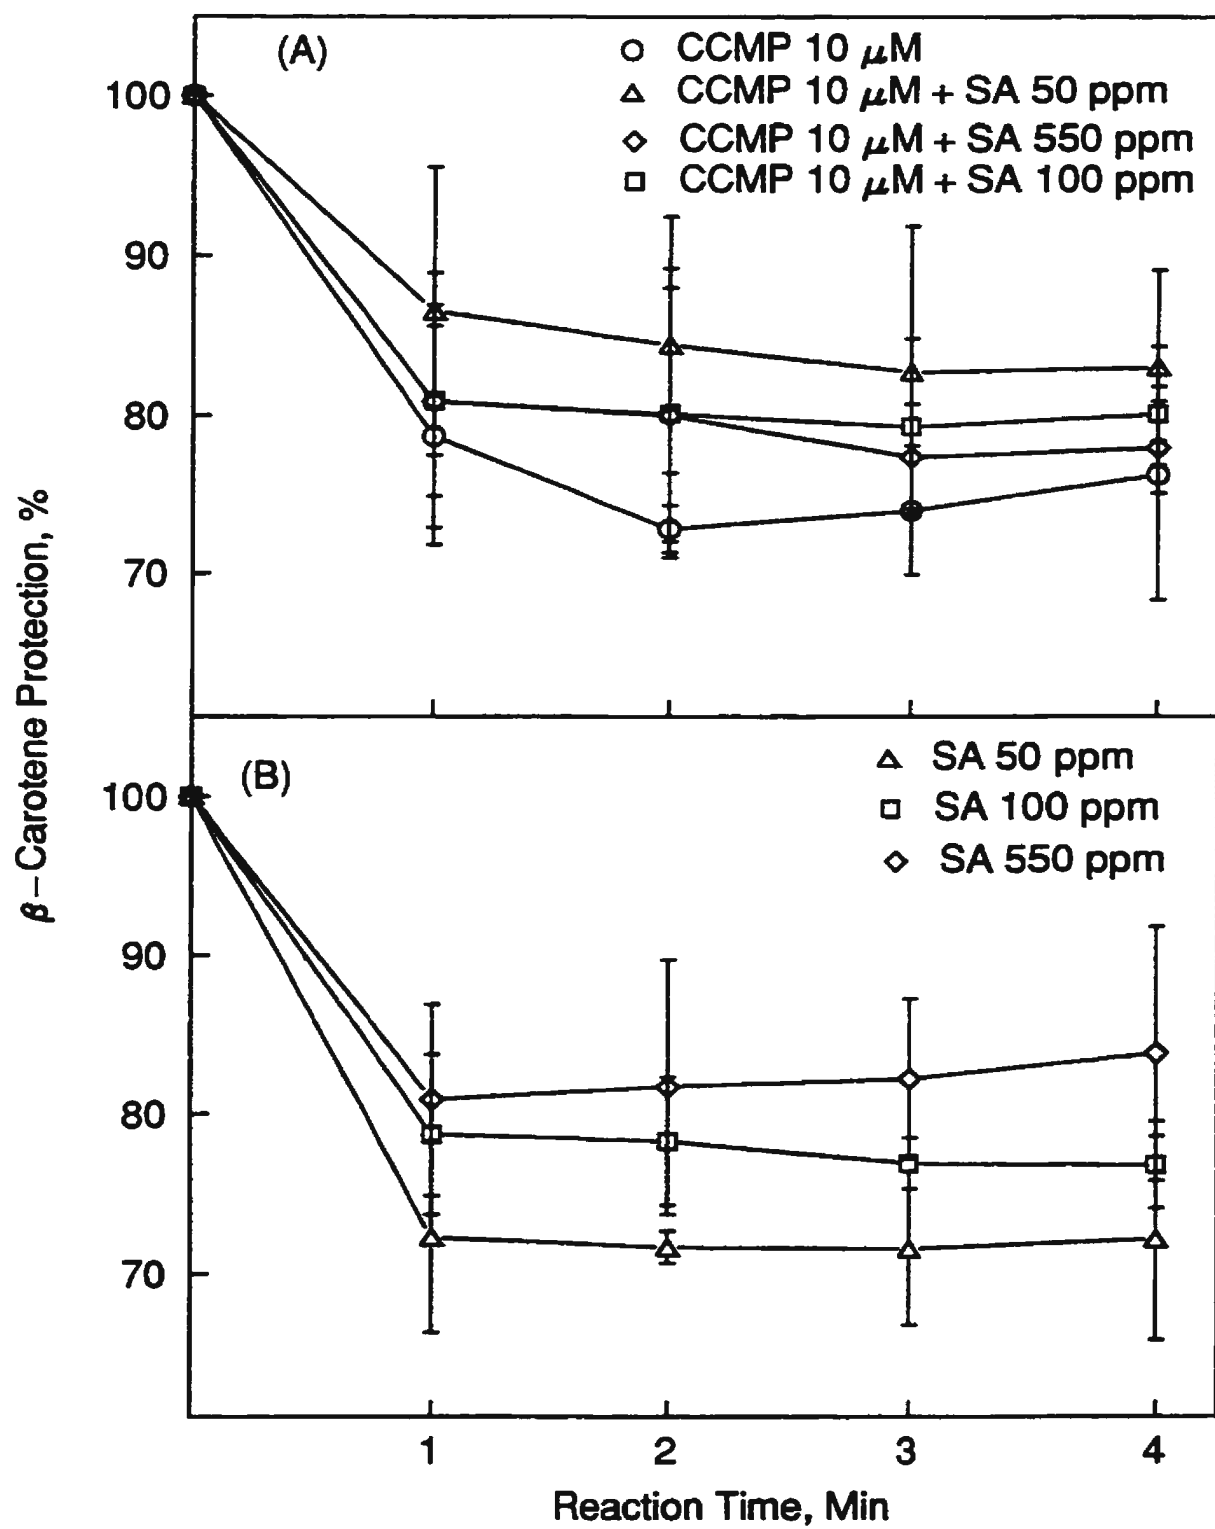 (A)
CCMP 10 μM
CCMP 10 μM + SA 50 ppm
CCMP 10 μM + SA 550 ppm
CCMP 10 μM + SA 100 ppm
100
90
80
70
β-Carotene Protection, %
(B)
SA 50 ppm
SA 100 ppm
SA 550 ppm
100
90
80
70
1 2 3 4
Reaction Time, Min